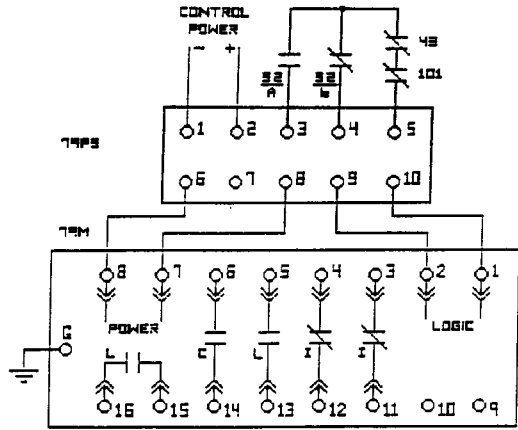 CONTROL
POWER
- +
52
A
52
b
43
101
79PS
1 2 3 4 5
6 7 8 9 10
79M
8 7 6 5 4 3 2 1
G
POWER
LOGIC
L C L I I
16 15 14 13 12 11 10 9